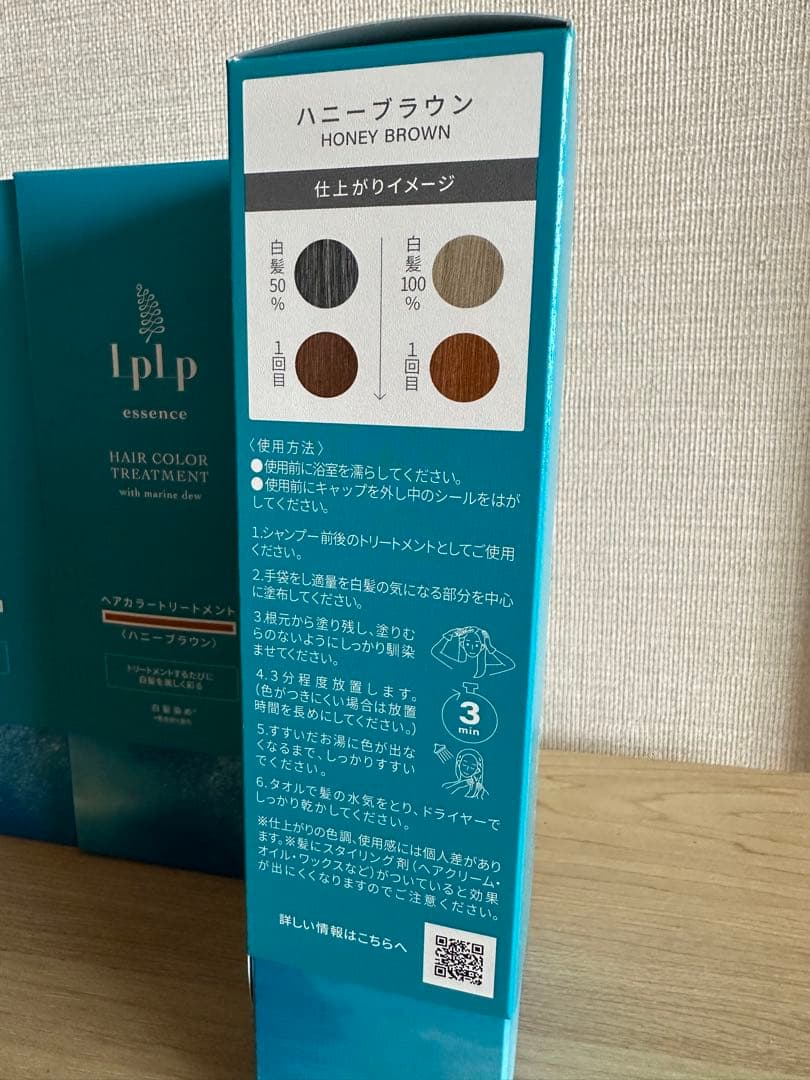 ハニーブラウン
HONEY BROWN
仕上がりイメージ
白髪50%
白髪100%
1回目
1回目
〈使用方法〉
●使用前に浴室を濡らしてください。
●使用前にキャップを外し中のシールをはが
してください。
1.シャンプー前後のトリートメントとしてご使用
ください。
2.手袋をし適量を白髪の気になる部分を中心
に塗布してください。
3.根元から塗り残し、塗りむ
らのないようにしっかり馴染
ませてください。
4.3分程度放置します。
(色がつきにくい場合は放置
時間を長めにしてください。)
3
min
5.すすいだお湯に色が出な
くなるまで、しっかりすすい
でください。
6.タオルで髪の水気をとり、ドライヤーで
しっかり乾かしてください。
※仕上がりの色調、使用感には個人差があり
ます。※髪にスタイリング剤(ヘアクリーム・
オイル・ワックスなど)がついていると効果
が出にくくなりますのでご注意ください。
詳しい情報はこちらへ
LpLp
essence
HAIR COLOR
TREATMENT
with marine dew
ヘアカラートリートメント
〈ハニーブラウン〉
トリートメントするたびに
白髪を美しく彩る
白髪染め*